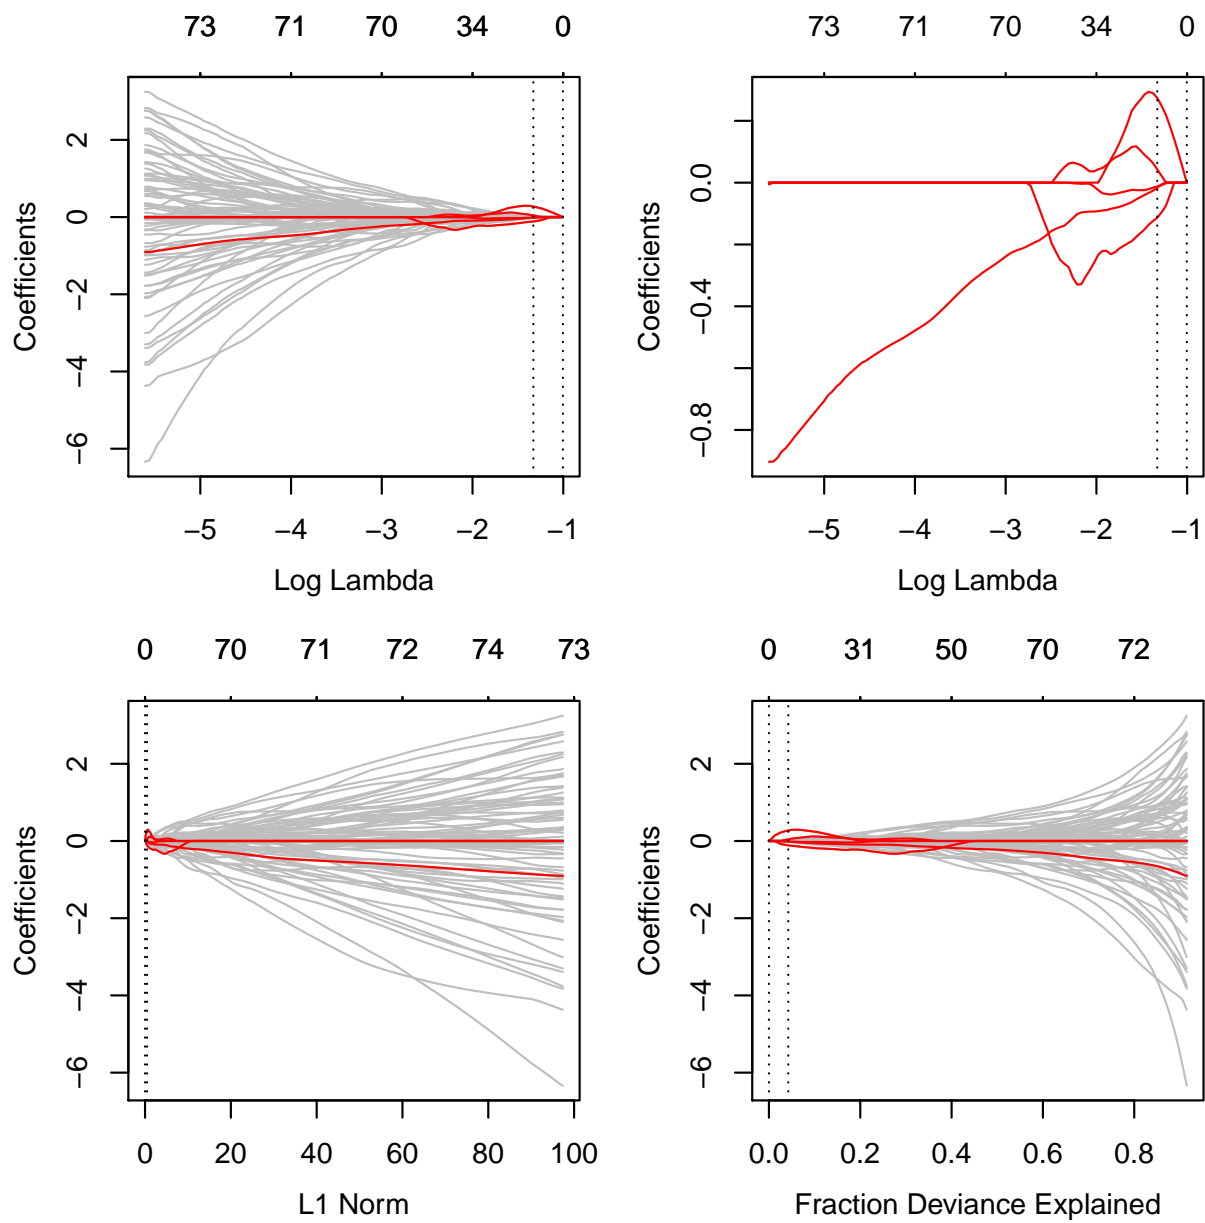 73 71 70 34 0
2
0
−2
−4
−6
Coefficients
−5 −4 −3 −2 −1
Log Lambda
73 71 70 34 0
0.0
−0.4
−0.8
Coefficients
−5 −4 −3 −2 −1
Log Lambda
0 70 71 72 74 73
2
0
−2
−4
−6
Coefficients
0 20 40 60 80 100
L1 Norm
0 31 50 70 72
2
0
−2
−4
−6
Coefficients
0.0 0.2 0.4 0.6 0.8
Fraction Deviance Explained